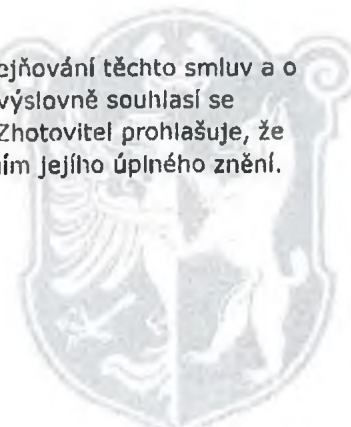 ejňování těchto smluv a o
výslovně souhlasí se
Zhotovitel prohlašuje, že
ním jejího úplného znění.